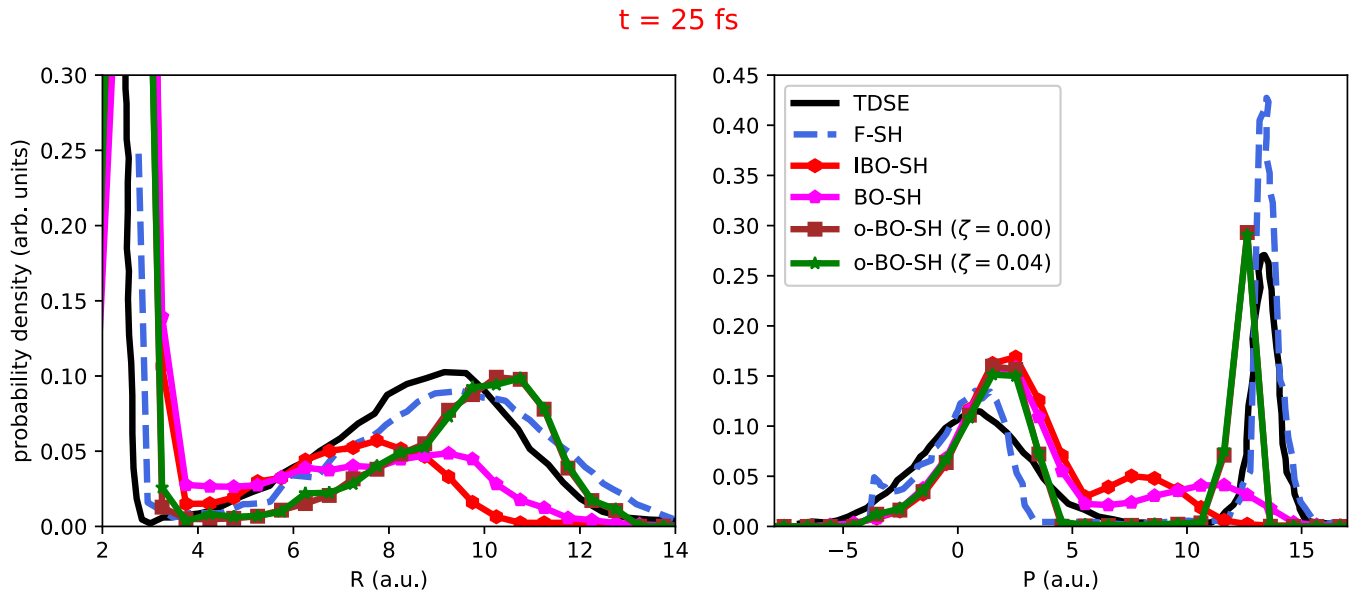 t = 25 fs
probability density (arb. units)
0.30
0.25
0.20
0.15
0.10
0.05
0.00
2
4
6
8
10
12
14
R (a.u.)
0.45
0.40
0.35
0.30
0.25
0.20
0.15
0.10
0.05
0.00
TDSE
F-SH
IBO-SH
BO-SH
o-BO-SH (ζ = 0.00)
o-BO-SH (ζ = 0.04)
−5
0
5
10
15
P (a.u.)